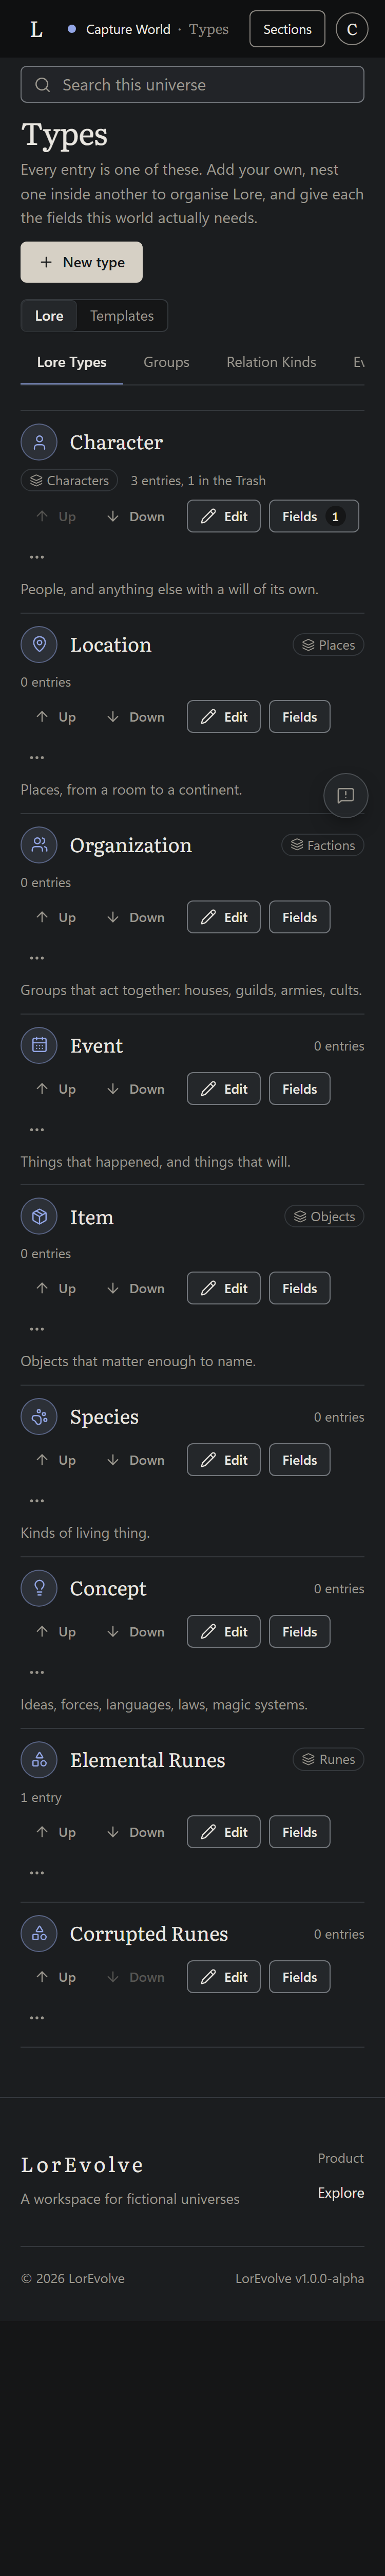 L Capture World · Types Sections C
Search this universe
Types
Every entry is one of these. Add your own, nest
one inside another to organise Lore, and give each
the fields this world actually needs.
+ New type
Lore Templates
Lore Types Groups Relation Kinds
Character
Characters 3 entries, 1 in the Trash
Up Down Edit Fields 1
...
People, and anything else with a will of its own.
Location Places
0 entries
Up Down Edit Fields
...
Places, from a room to a continent.
Organization Factions
0 entries
Up Down Edit Fields
...
Groups that act together: houses, guilds, armies, cults.
Event 0 entries
Up Down Edit Fields
...
Things that happened, and things that will.
Item Objects
0 entries
Up Down Edit Fields
...
Objects that matter enough to name.
Species 0 entries
Up Down Edit Fields
...
Kinds of living thing.
Concept 0 entries
Up Down Edit Fields
...
Ideas, forces, languages, laws, magic systems.
Elemental Runes Runes
1 entry
Up Down Edit Fields
...
Corrupted Runes 0 entries
Up Down Edit Fields
...
LorEvolve Product
A workspace for fictional universes Explore
© 2026 LorEvolve LorEvolve v1.0.0-alpha